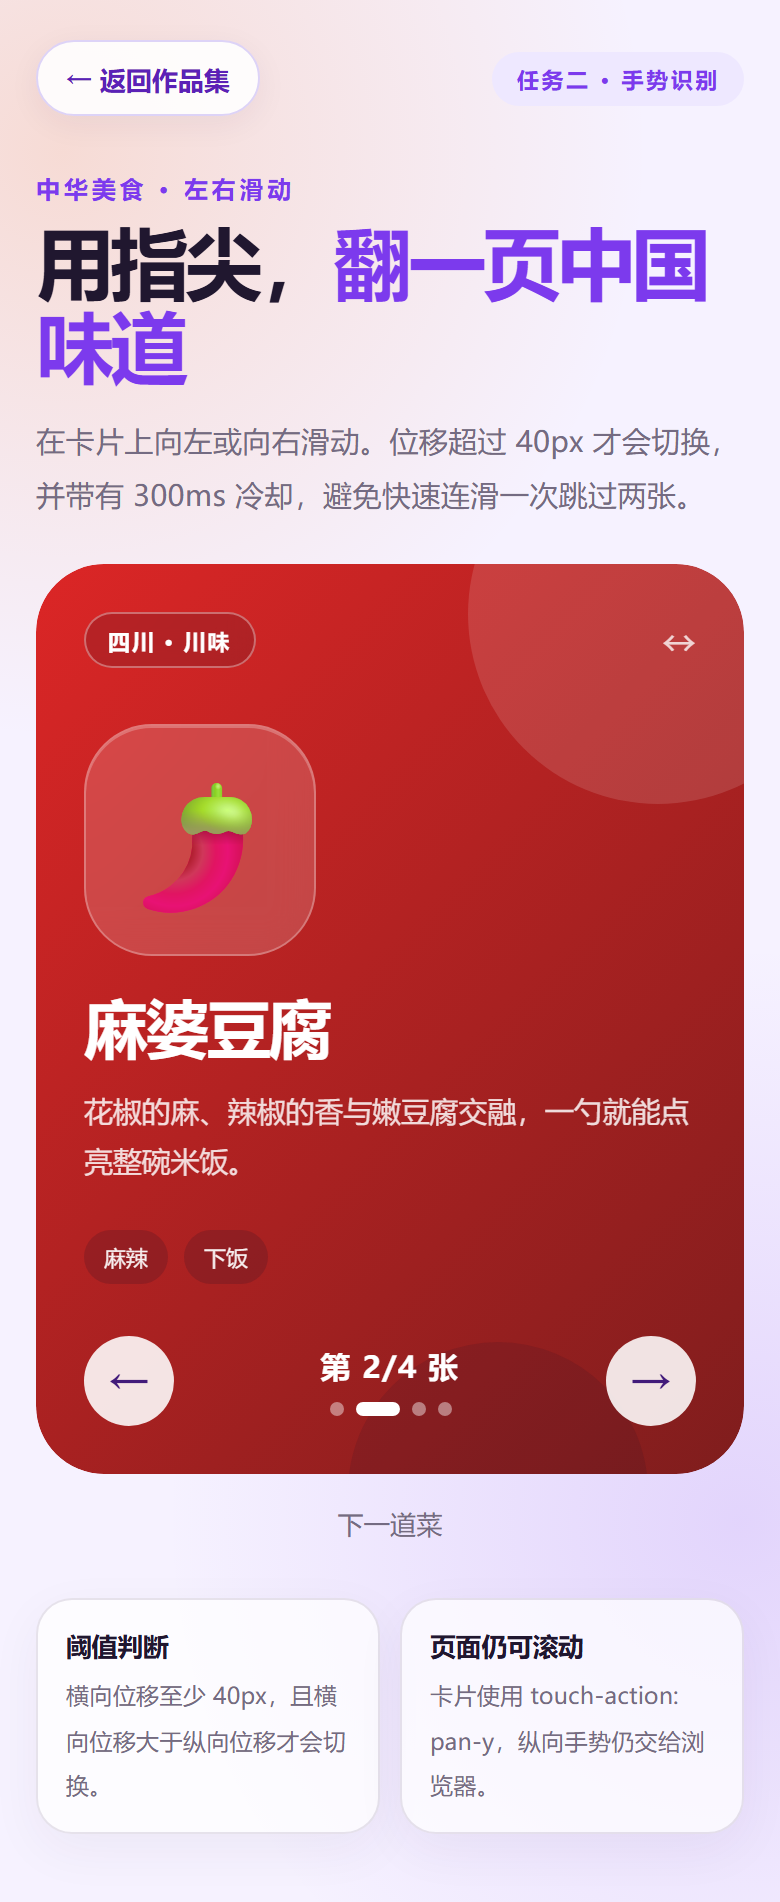 ← 返回作品集
任务二 · 手势识别
中华美食 · 左右滑动
用指尖，翻一页中国
味道
在卡片上向左或向右滑动。位移超过 40px 才会切换，
并带有 300ms 冷却，避免快速连滑一次跳过两张。
四川 · 川味
↔
麻婆豆腐
花椒的麻、辣椒的香与嫩豆腐交融，一勺就能点
亮整碗米饭。
麻辣
下饭
←
第 2/4 张
→
下一道菜
阈值判断
横向位移至少 40px，且横
向位移大于纵向位移才会切
换。
页面仍可滚动
卡片使用 touch-action:
pan-y，纵向手势仍交给浏
览器。